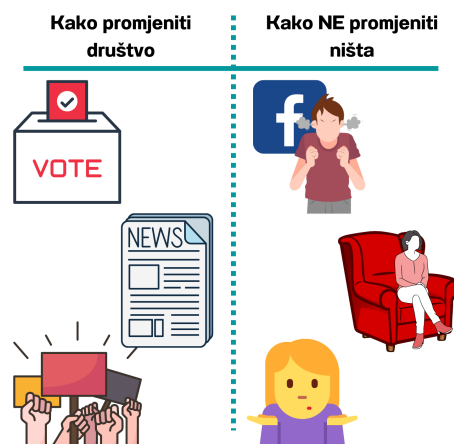 Kako promjeniti
društvo
Kako NE promjeniti
ništa
VOTE
NEWS
f